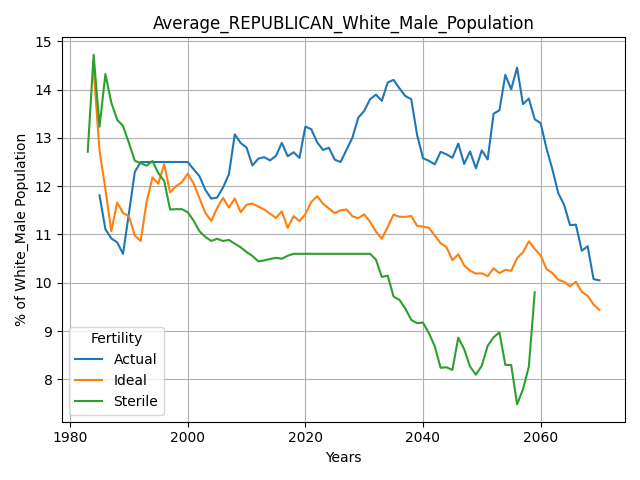 Average_REPUBLICAN_White_Male_Population
% of White_Male Population
15
14
13
12
11
10
9
8
Fertility
Actual
Ideal
Sterile
1980
2000
2020
2040
2060
Years